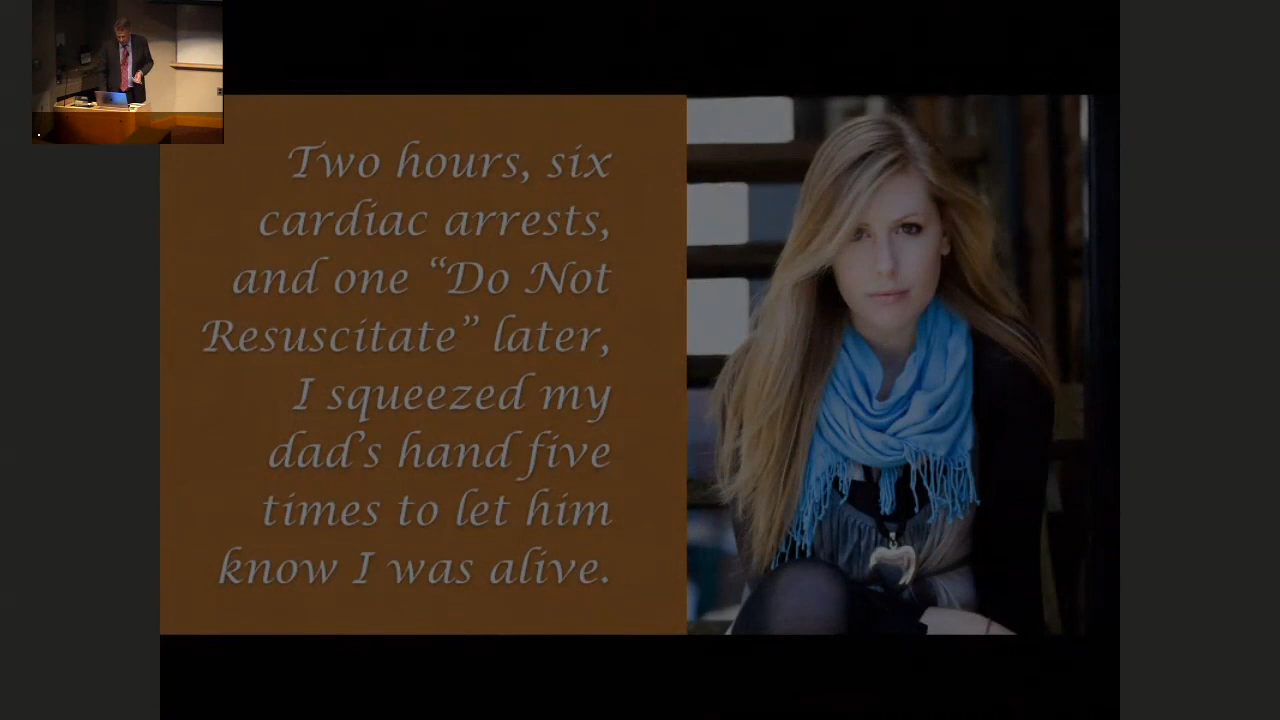 Two hours, six
cardiac arrests,
and one “Do Not
Resuscitate” later,
I squeezed my
dad's hand five
times to let him
know I was alive.